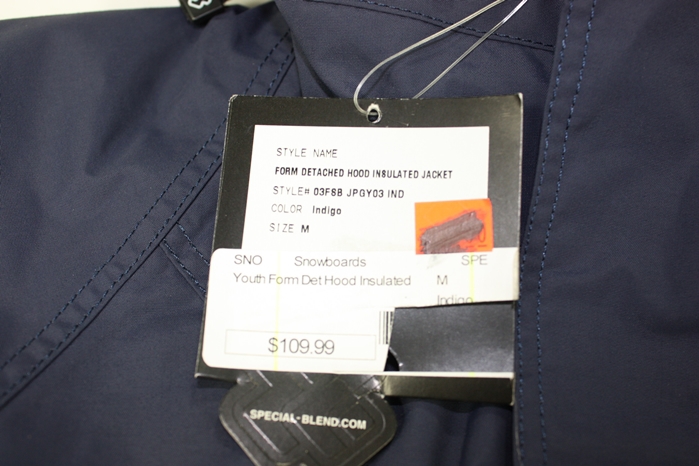 STYLE NAME
FORM DETACHED HOOD INSULATED JACKET
STYLE# 03FSB JPGY03 IND
COLOR Indigo
SIZE M
SNO Snowboards SPE
Youth Form Det Hood Insulated M
Indigo
$109.99
SPECIAL-BLEND.COM